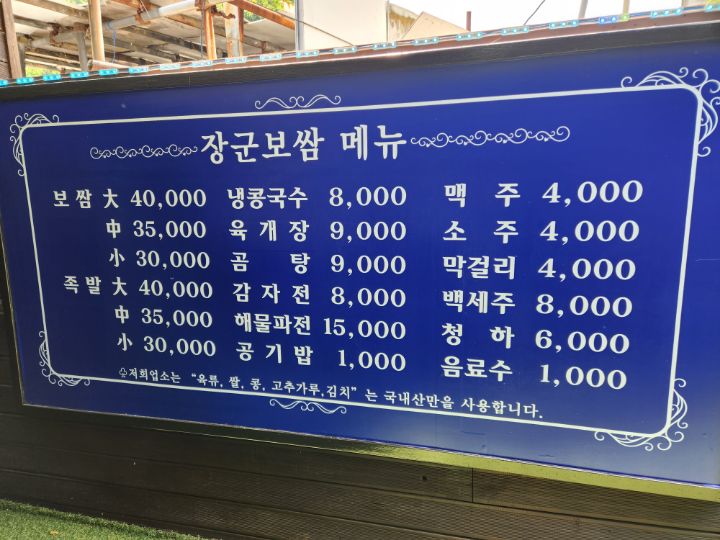 장군보쌈 메뉴
보쌈 大 40,000 냉콩국수 8,000 맥주 4,000
中 35,000 육개장 9,000 소주 4,000
小 30,000 곰탕 9,000 막걸리 4,000
족발 大 40,000 감자전 8,000 백세주 8,000
中 35,000 해물파전 15,000 청하 6,000
小 30,000 공기밥 1,000 음료수 1,000
♤저희업소는 "육류, 쌀, 콩, 고추가루,김치"는 국내산만을 사용합니다.